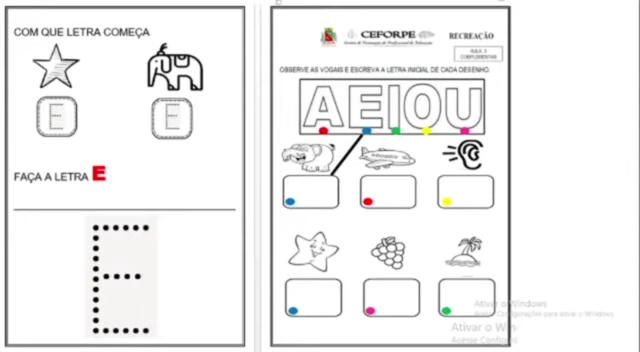 COM QUE LETRA COMEÇA
E E
FAÇA A LETRA E
E
CEFORPE
RECREAÇÃO
AULA 3
OBSERVE AS VOGAIS E ESCREVA A LETRA INICIAL DE CADA DESENHO.
AEIOU
Ativar o Windows
Ativar o Win